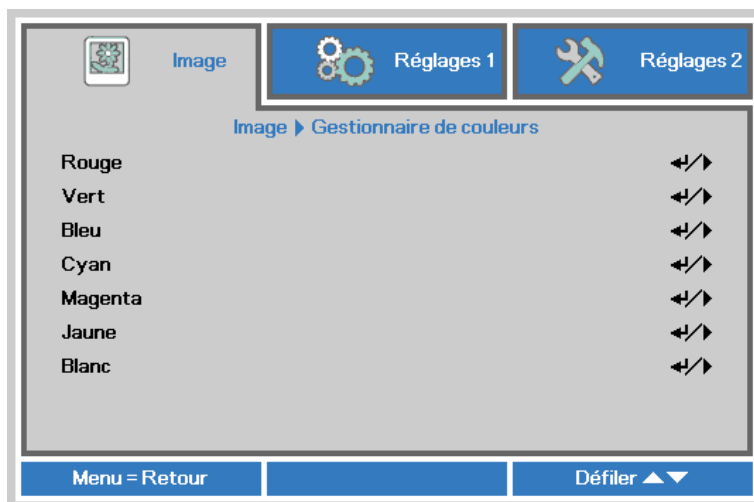 Image
Réglages 1
Réglages 2
Image ▶ Gestionnaire de couleurs
Rouge ↵/▶
Vert ↵/▶
Bleu ↵/▶
Cyan ↵/▶
Magenta ↵/▶
Jaune ↵/▶
Blanc ↵/▶
Menu = Retour
Défiler ▲▼